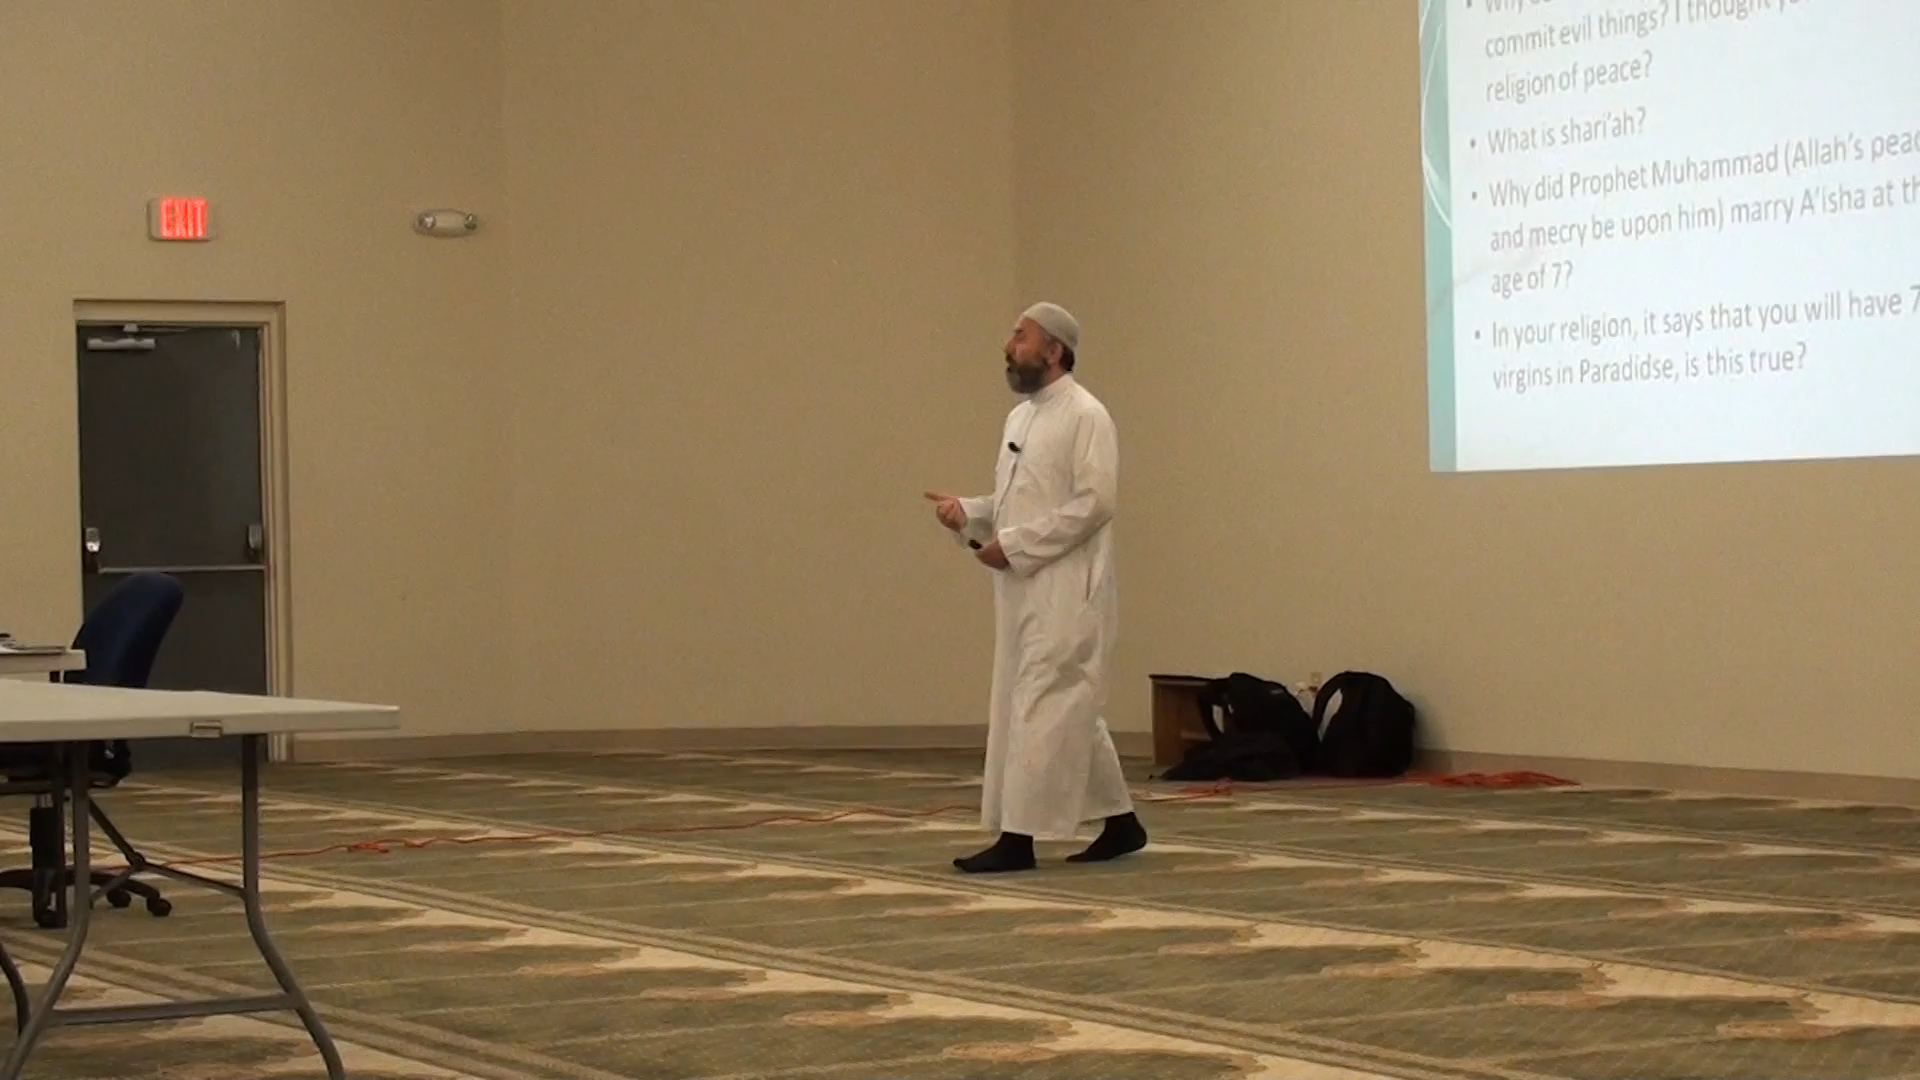 EXIT
commit evil things? I thought
religion of peace?
• What is shari'ah?
• Why did Prophet Muhammad (Allah's
and mecry be upon him) marry A'isha at
age of 7?
• In your religion, it says that you will have
virgins in Paradidse, is this true?